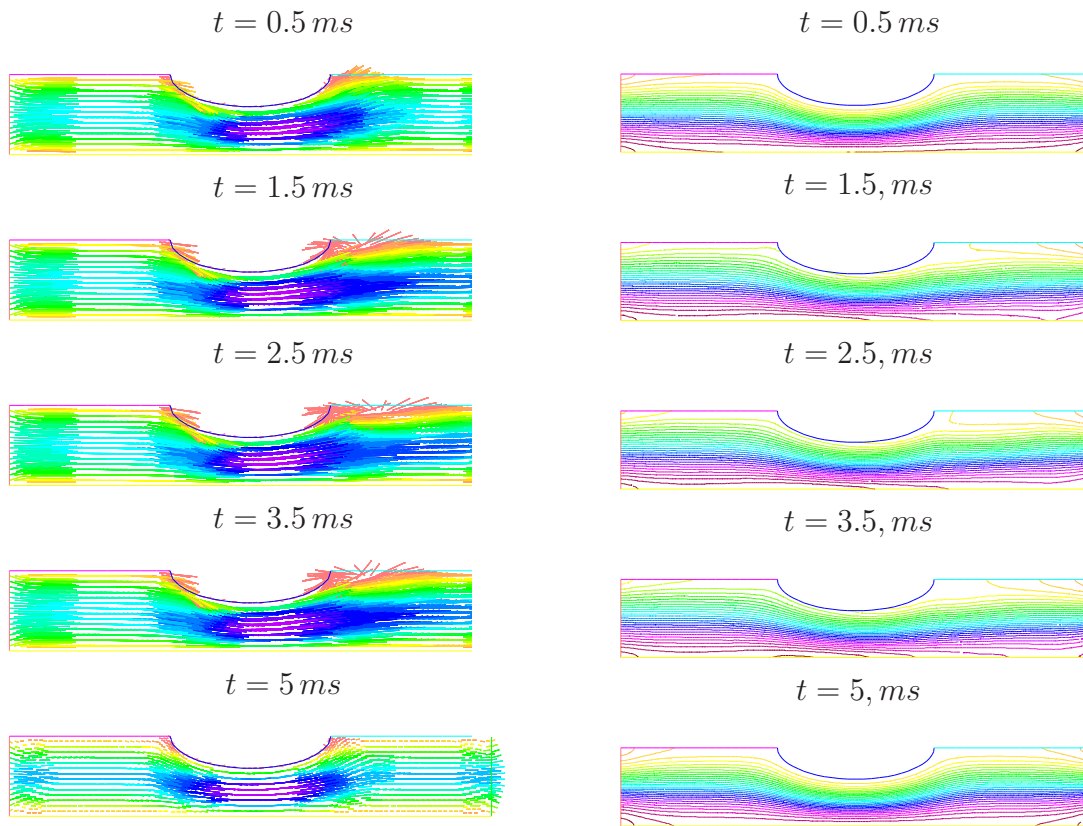 t = 0.5 ms
t = 0.5 ms
t = 1.5 ms
t = 1.5, ms
t = 2.5 ms
t = 2.5, ms
t = 3.5 ms
t = 3.5, ms
t = 5 ms
t = 5, ms